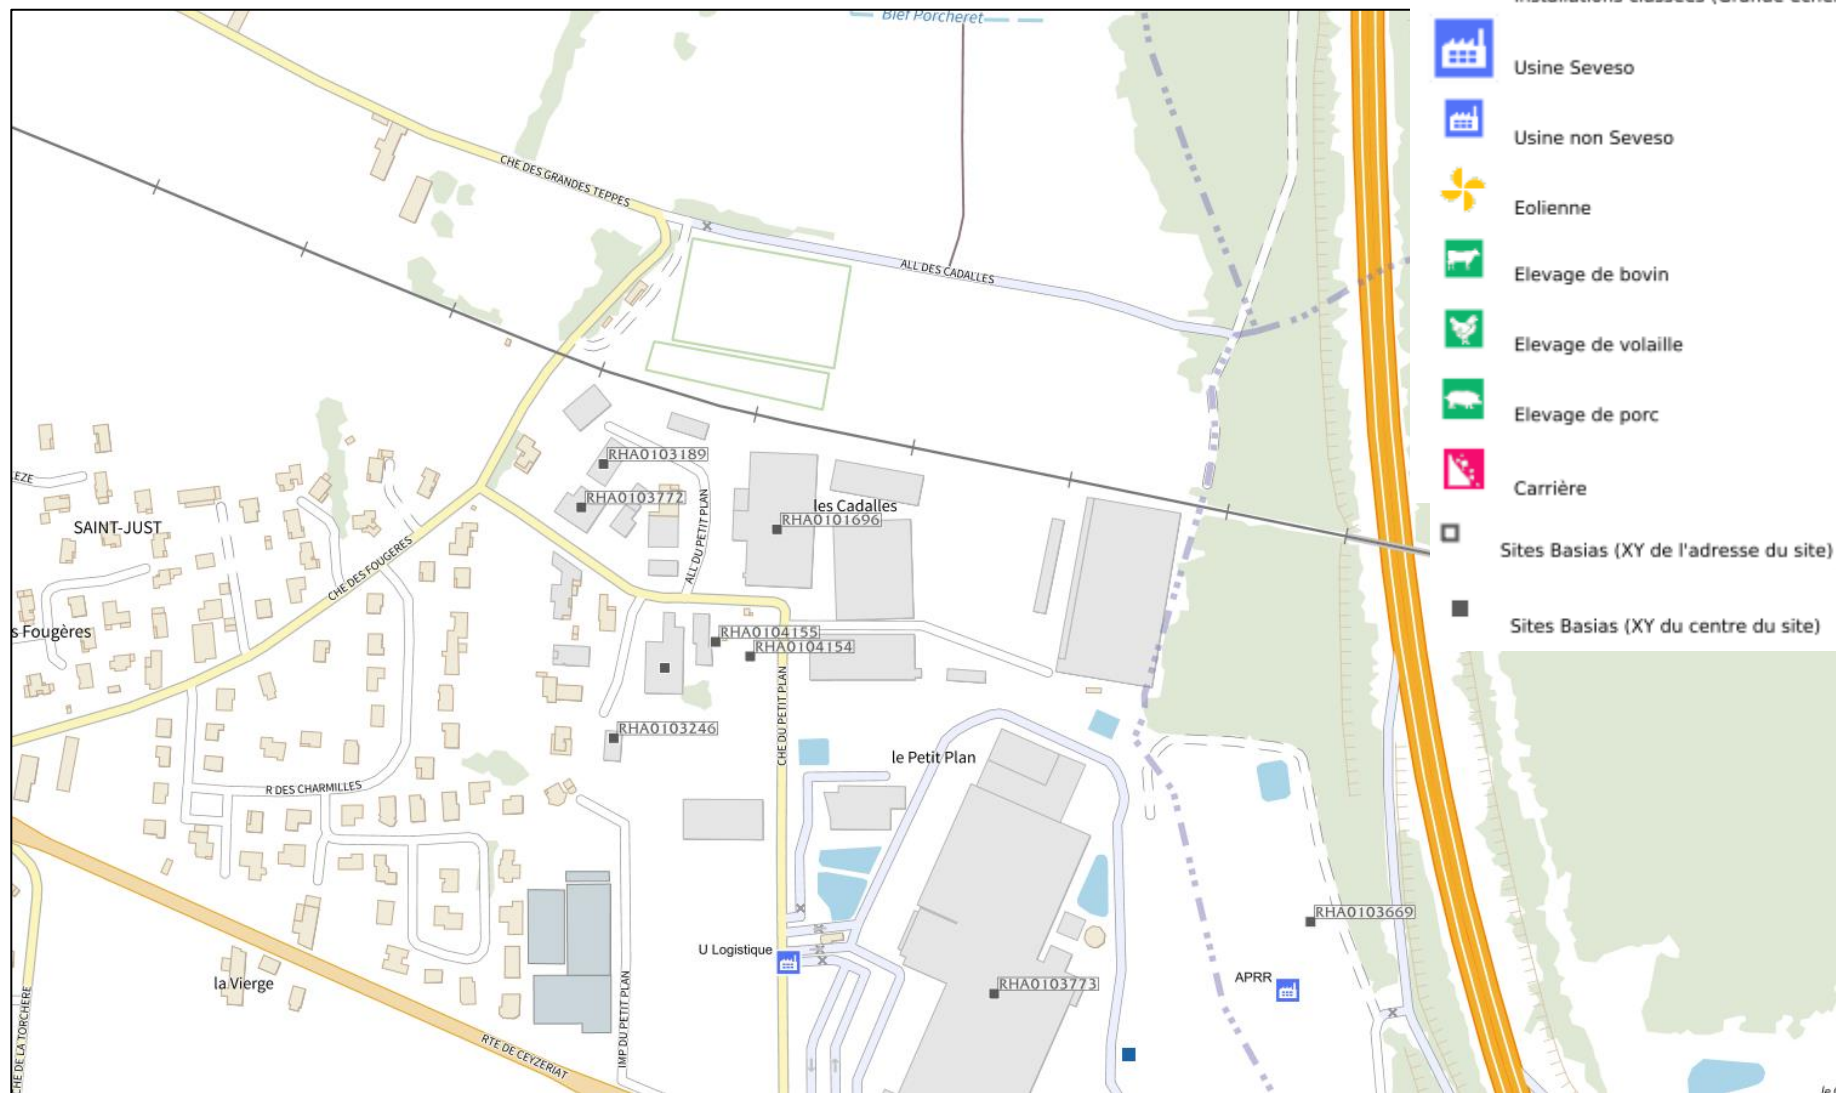 Bief Porcheret
Installations classées (Grande
Usine Seveso
Usine non Seveso
Eolienne
Elevage de bovin
Elevage de volaille
Elevage de porc
Carrière
Sites Basias (XY de l'adresse du site)
Sites Basias (XY du centre du site)
CHE DES GRANDES TEPPES
ALL DES CADALLES
RHA0103189
RHA0103772
ALL DU PETIT PLAN
les Cadalles
RHA0101696
EZE
SAINT-JUST
CHE DES FOUGERES
s Fougères
RHA0104155
RHA0104154
CHE DU PETIT PLAN
RHA0103246
le Petit Plan
R DES CHARMILLES
RHA0103669
U Logistique
la Vierge
RHA0103773
APRR
CHE DE LA TORCHERE
IMP DU PETIT PLAN
RTE DE CEYZERIAT